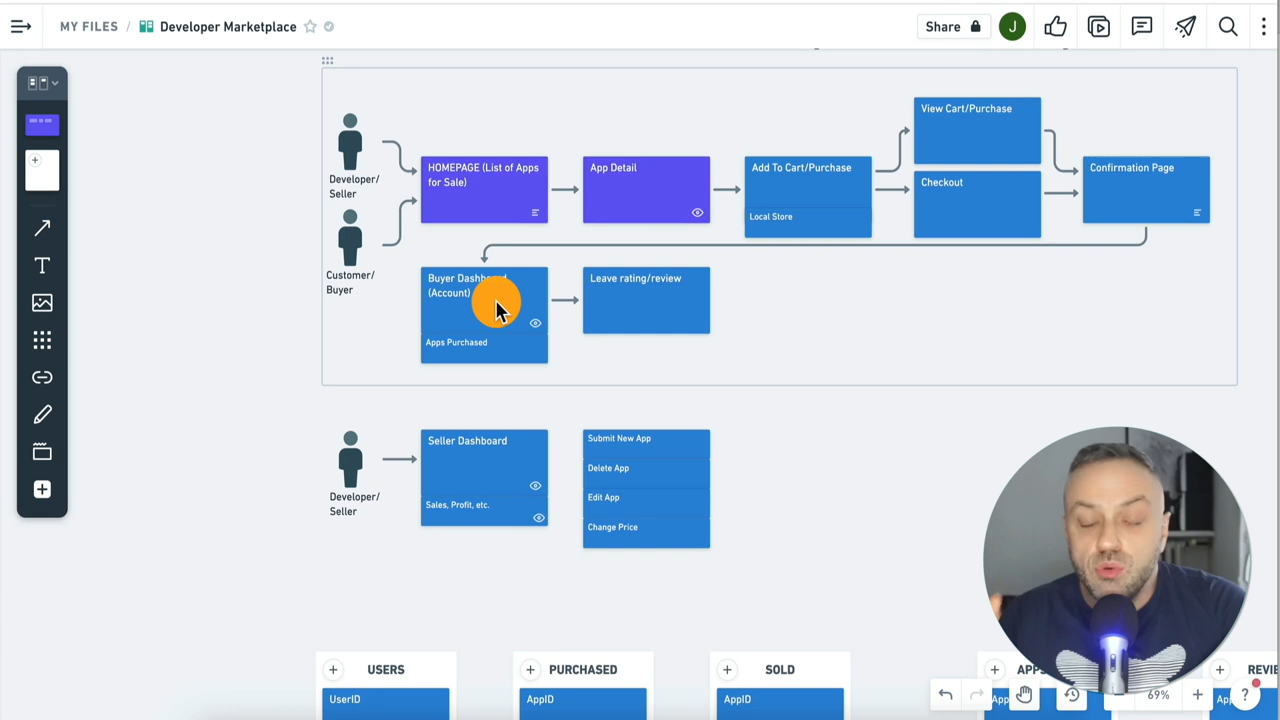 MY FILES / Developer Marketplace
Share
J
View Cart/Purchase
HOMEPAGE (List of Apps
for Sale)
App Detail
Add To Cart/Purchase
Local Store
Checkout
Confirmation Page
Developer/
Seller
Customer/
Buyer
Buyer Dashboard
(Account)
Apps Purchased
Leave rating/review
Developer/
Seller
Seller Dashboard
Sales, Profit, etc.
Submit New App
Delete App
Edit App
Change Price
USERS
PURCHASED
SOLD
UserID
AppID
AppID
69%
?